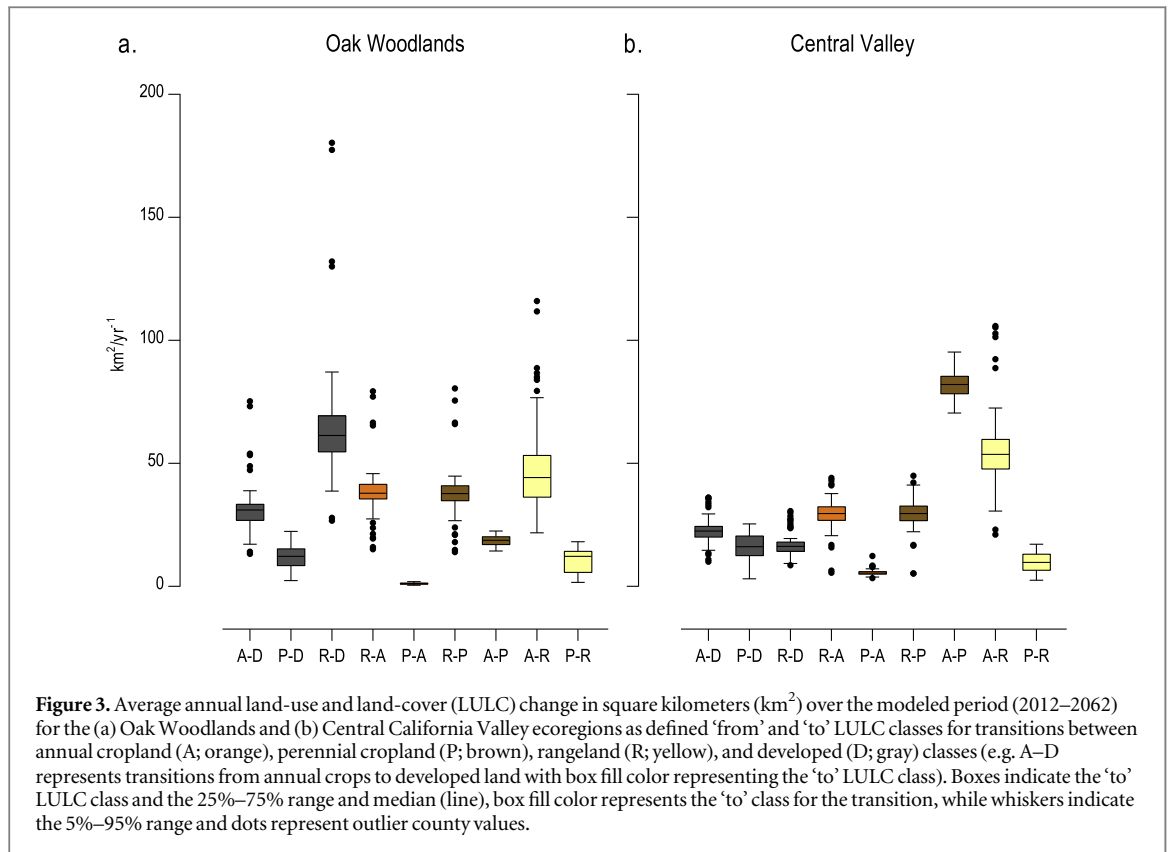 a. Oak Woodlands b. Central Valley
200
150
100
50
0
km²/yr⁻¹
A-D P-D R-D R-A P-A R-P A-P A-R P-R A-D P-D R-D R-A P-A R-P A-P A-R P-R
Figure 3. Average annual land-use and land-cover (LULC) change in square kilometers (km²) over the modeled period (2012–2062)
for the (a) Oak Woodlands and (b) Central California Valley ecoregions as defined ‘from’ and ‘to’ LULC classes for transitions between
annual cropland (A; orange), perennial cropland (P; brown), rangeland (R; yellow), and developed (D; gray) classes (e.g. A–D
represents transitions from annual crops to developed land with box fill color representing the ‘to’ LULC class). Boxes indicate the ‘to’
LULC class and the 25%–75% range and median (line), box fill color represents the ‘to’ class for the transition, while whiskers indicate
the 5%–95% range and dots represent outlier county values.